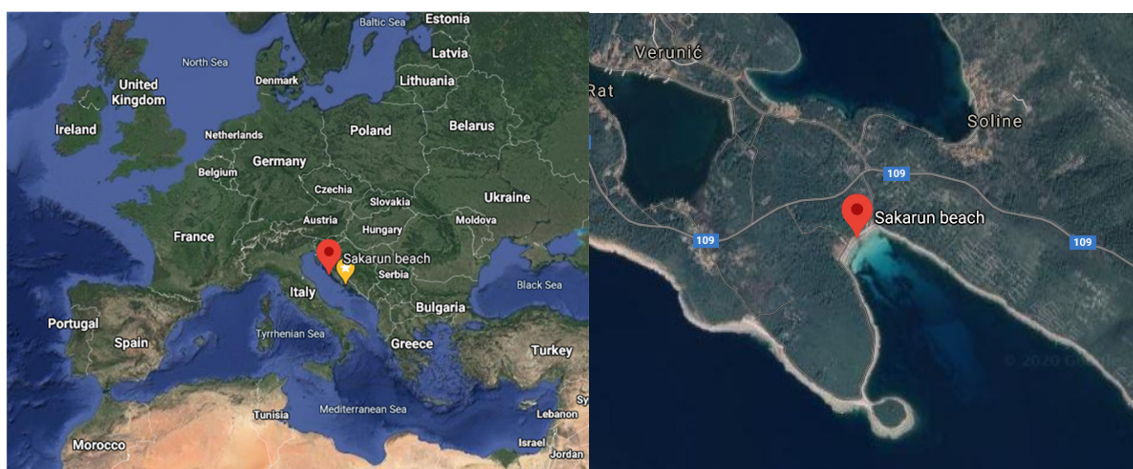 Baltic Sea
Estonia
Latvia
North Sea
Denmark
Lithuania
United
Kingdom
Ireland
Netherlands
Poland
Belarus
Belgium
Germany
Czechia
Ukraine
Slovakia
France
Austria
Moldova
Hungary
Sakarun beach
Serbia
Italy
Black Sea
Bulgaria
Portugal
Spain
Tyrrhenian Sea
Greece
Turkey
Mediterranean Sea
Tunisia
Lebanon
Sy
Morocco
Israel
Jordan
Verunić
Rat
Soline
109
Sakarun beach
109
109
© 2020